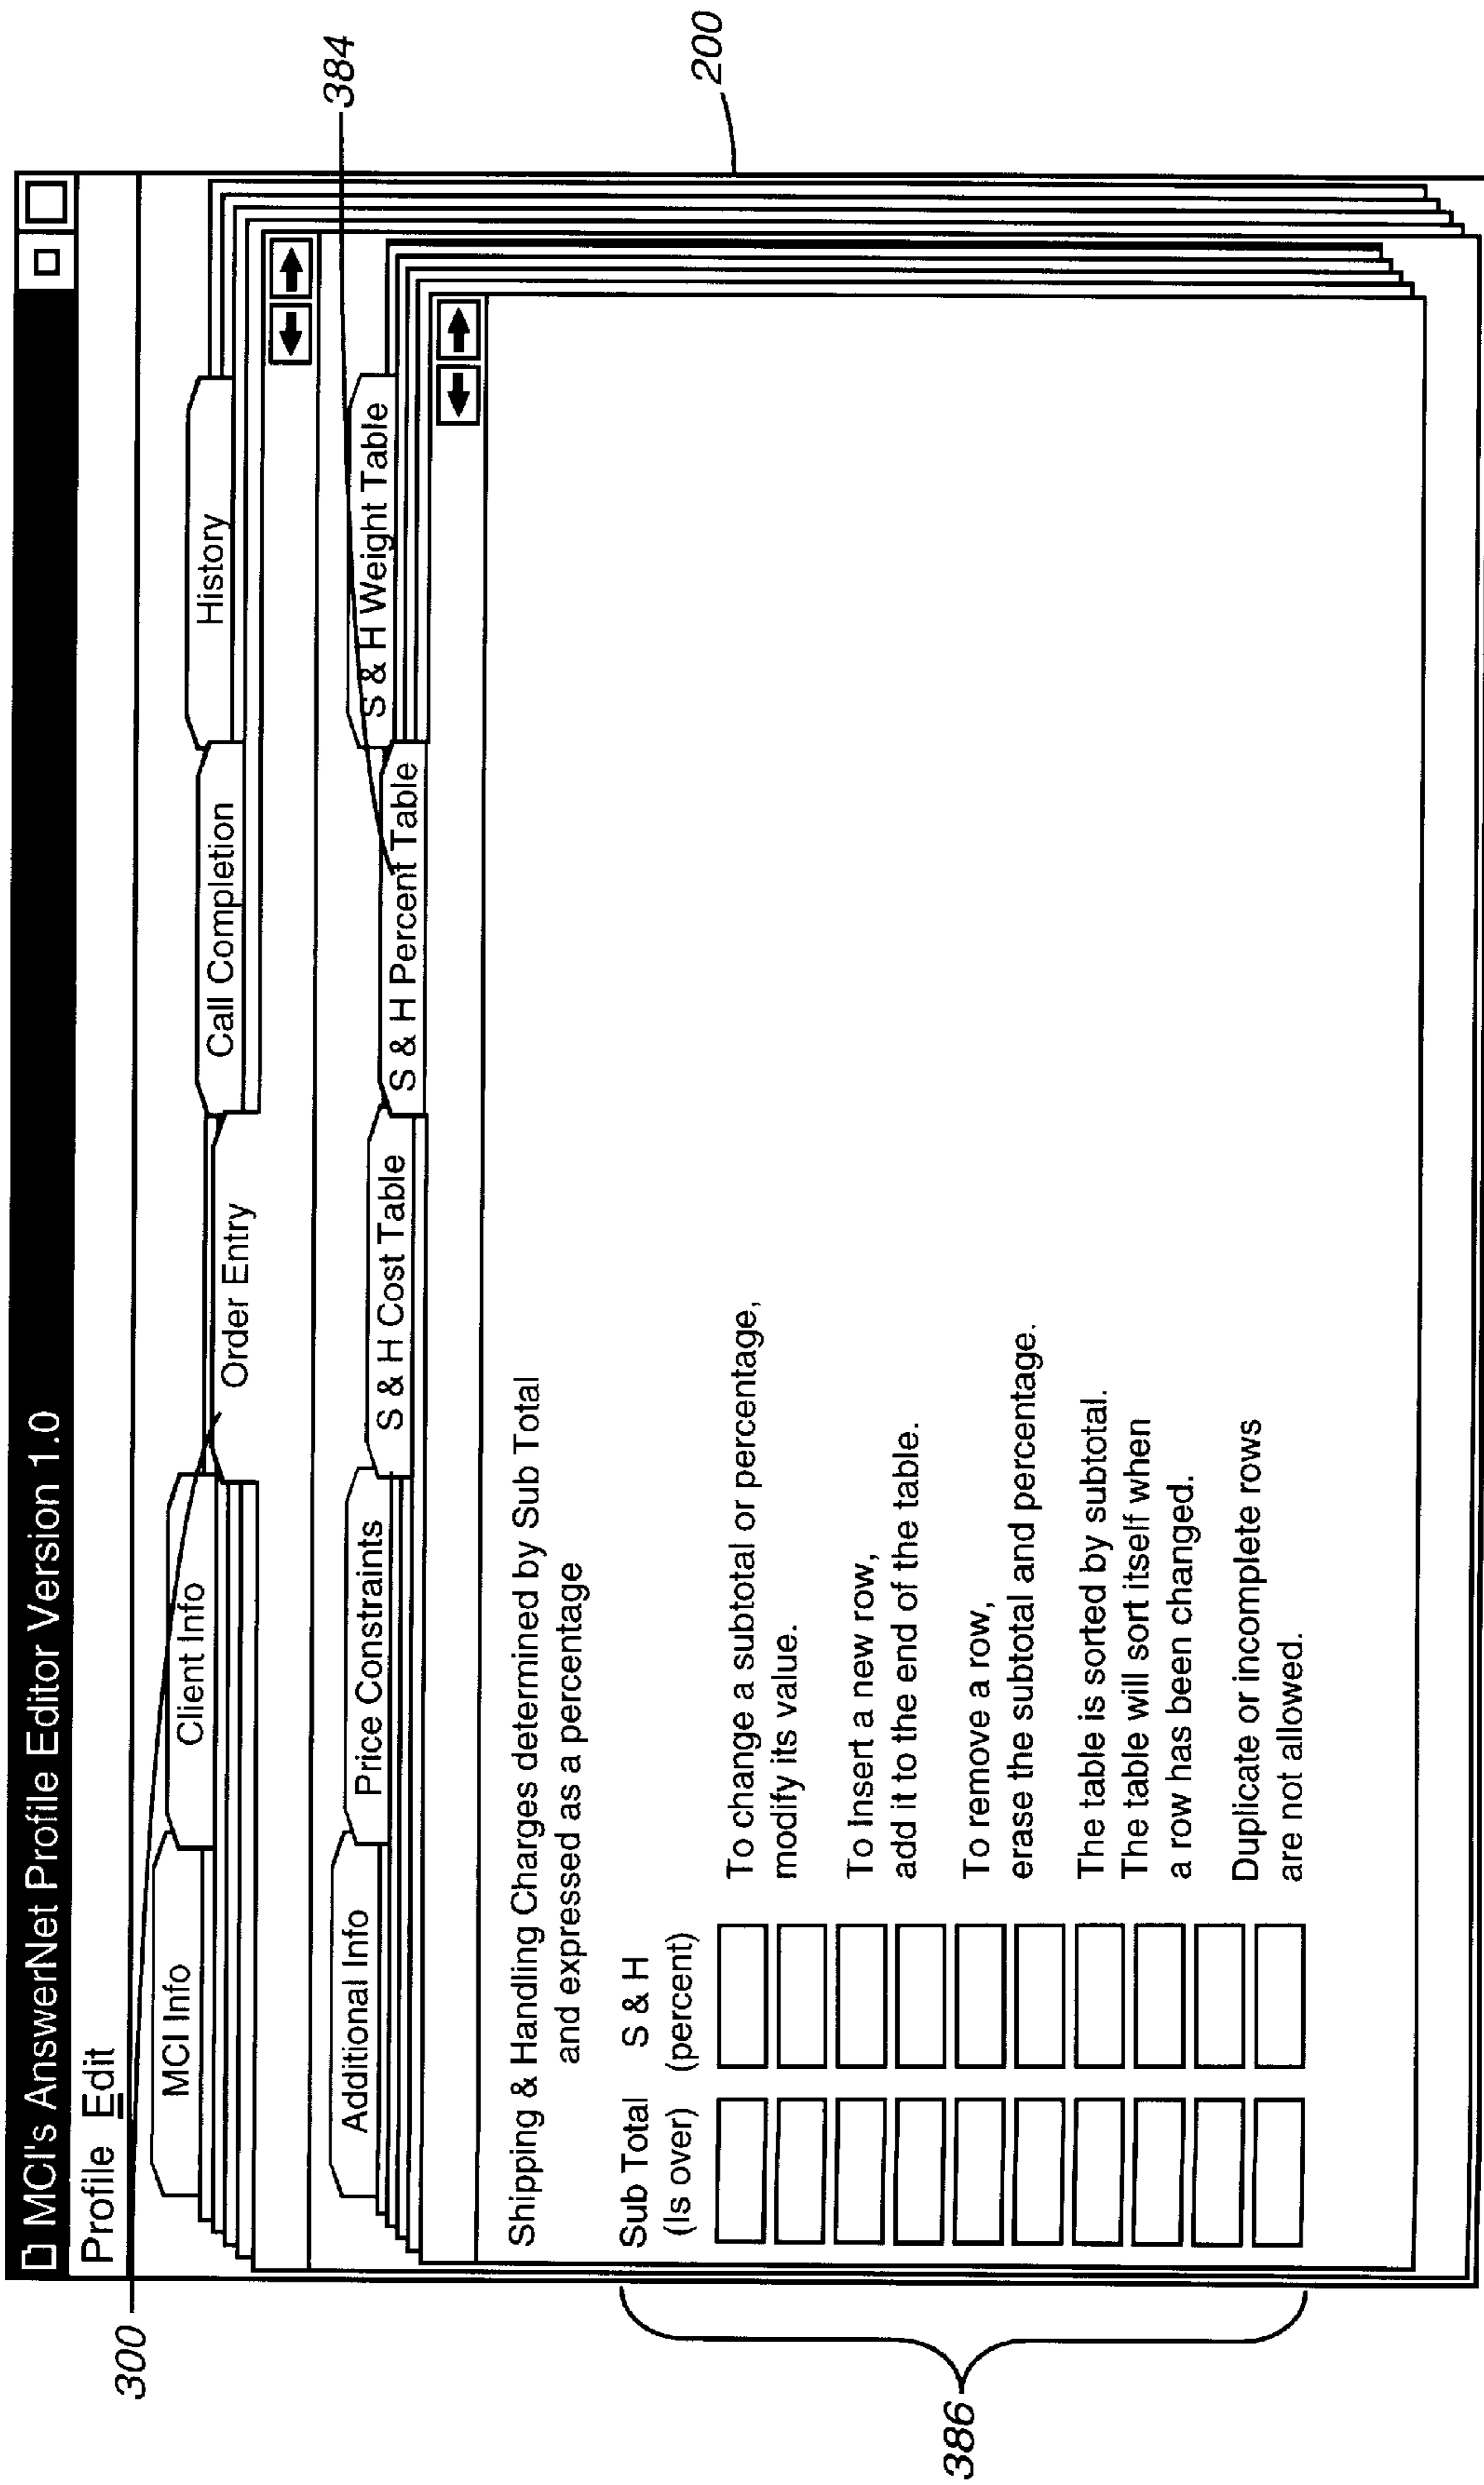 MCI's AnswerNet Profile Editor Version 1.0
Profile Edit
300
MCI Info
Client Info
Order Entry
Call Completion
History
384
Additional Info
Price Constraints
S & H Cost Table
S & H Percent Table
S & H Weight Table
200
Shipping & Handling Charges determined by Sub Total
and expressed as a percentage
Sub Total S & H
(Is over) (percent)
To change a subtotal or percentage,
modify its value.
To Insert a new row,
add it to the end of the table.
To remove a row,
erase the subtotal and percentage.
The table is sorted by subtotal.
The table will sort itself when
a row has been changed.
Duplicate or incomplete rows
are not allowed.
386